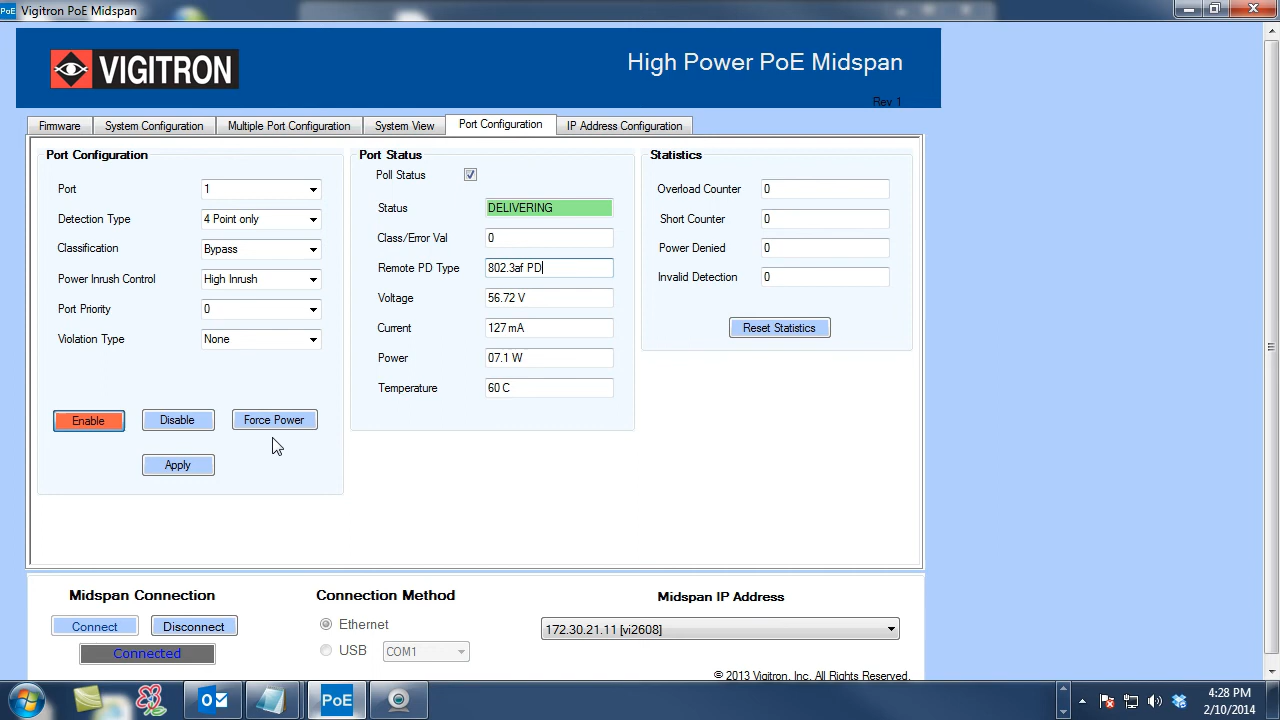 PoE Vigitron PoE Midspan
VIGITRON
High Power PoE Midspan
Rev 1
Firmware System Configuration Multiple Port Configuration System View Port Configuration IP Address Configuration
Port Configuration
Port 1
Detection Type 4 Point only
Classification Bypass
Power Inrush Control High Inrush
Port Priority 0
Violation Type None
Enable Disable Force Power
Apply
Port Status
Poll Status
Status DELIVERING
Class/Error Val 0
Remote PD Type 802.3af PD
Voltage 56.72 V
Current 127 mA
Power 07.1 W
Temperature 60 C
Statistics
Overload Counter 0
Short Counter 0
Power Denied 0
Invalid Detection 0
Reset Statistics
Midspan Connection
Connect Disconnect
Connected
Connection Method
Ethernet
USB COM1
Midspan IP Address
172.30.21.11 [vi2608]
© 2013 Vigitron, Inc. All Rights Reserved.
PoE
4:28 PM
2/10/2014